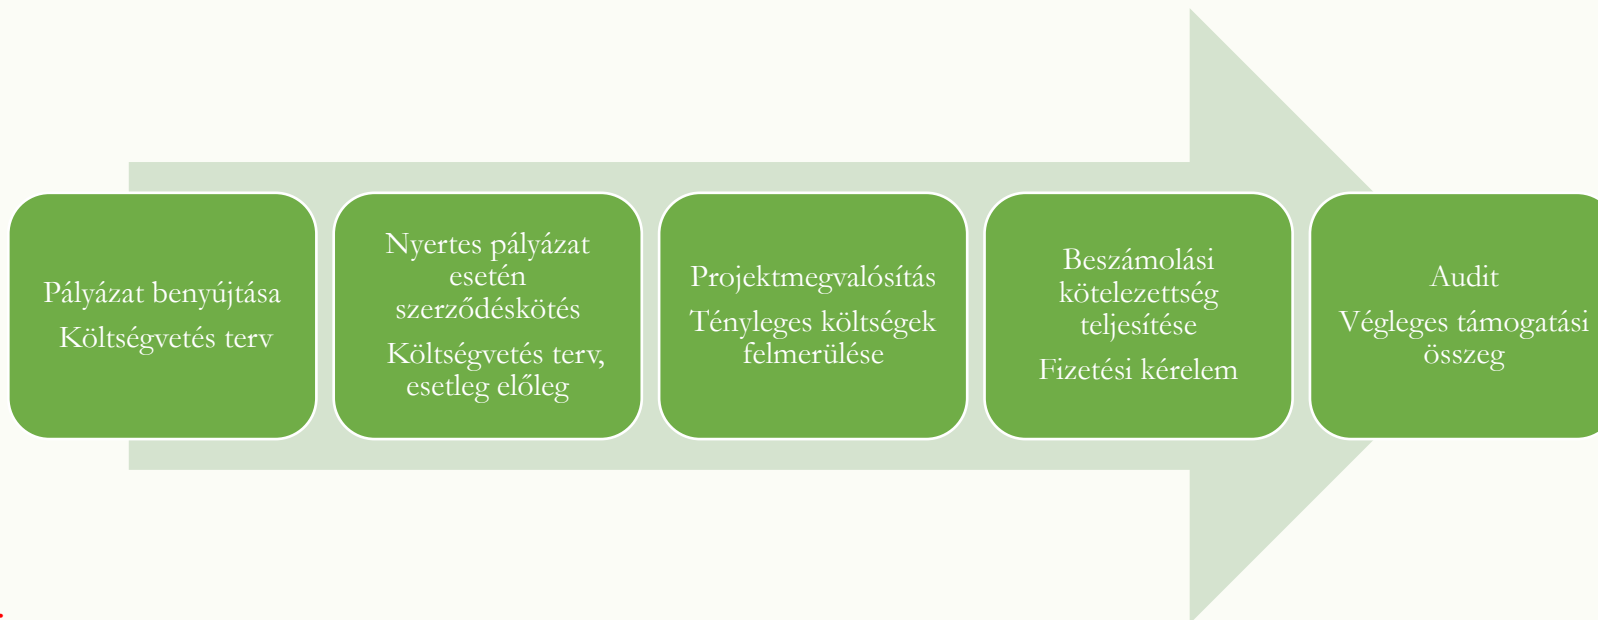 Pályázat benyújtása
Költségvetés terv
Nyertes pályázat
esetén
szerződéskötés
Költségvetés terv,
esetleg előleg
Projektmegvalósítás
Tényleges költségek
felmerülése
Beszámolási
kötelezettség
teljesítése
Fizetési kérelem
Audit
Végleges támogatási
összeg